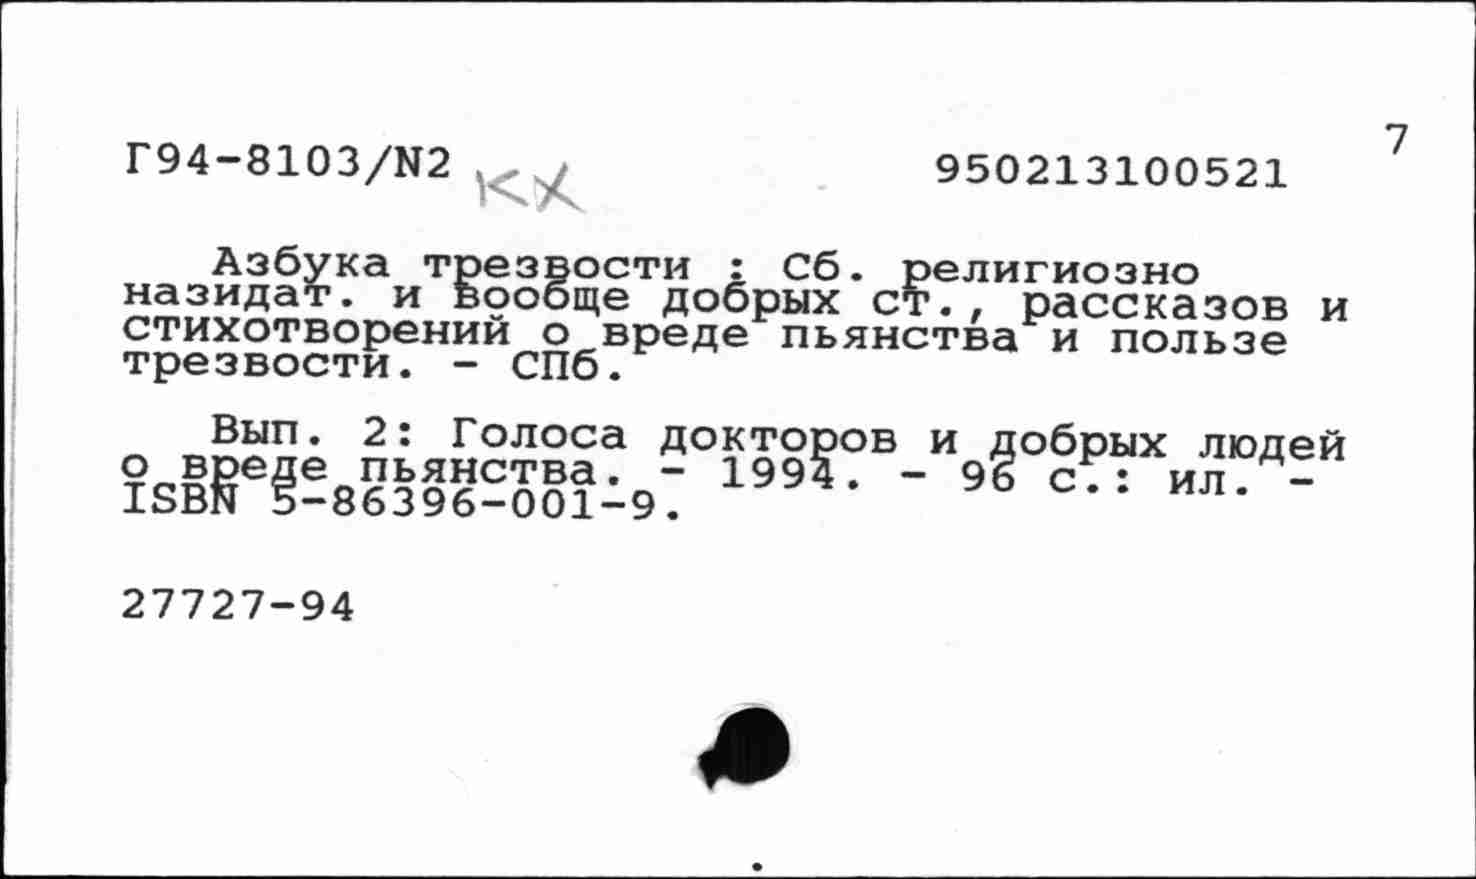 7
Г94-8103/N2 КХ 950213100521
Азбука трезвости : Сб. религиозно
назидат. и вообще добрых ст., рассказов и
стихотворений о вреде пьянства и пользе
трезвости. - СПб.
Вып. 2: Голоса докторов и добрых людей
о вреде пьянства. - 1994. - 96 с.: ил. -
ISBN 5-86396-001-9.
27727-94